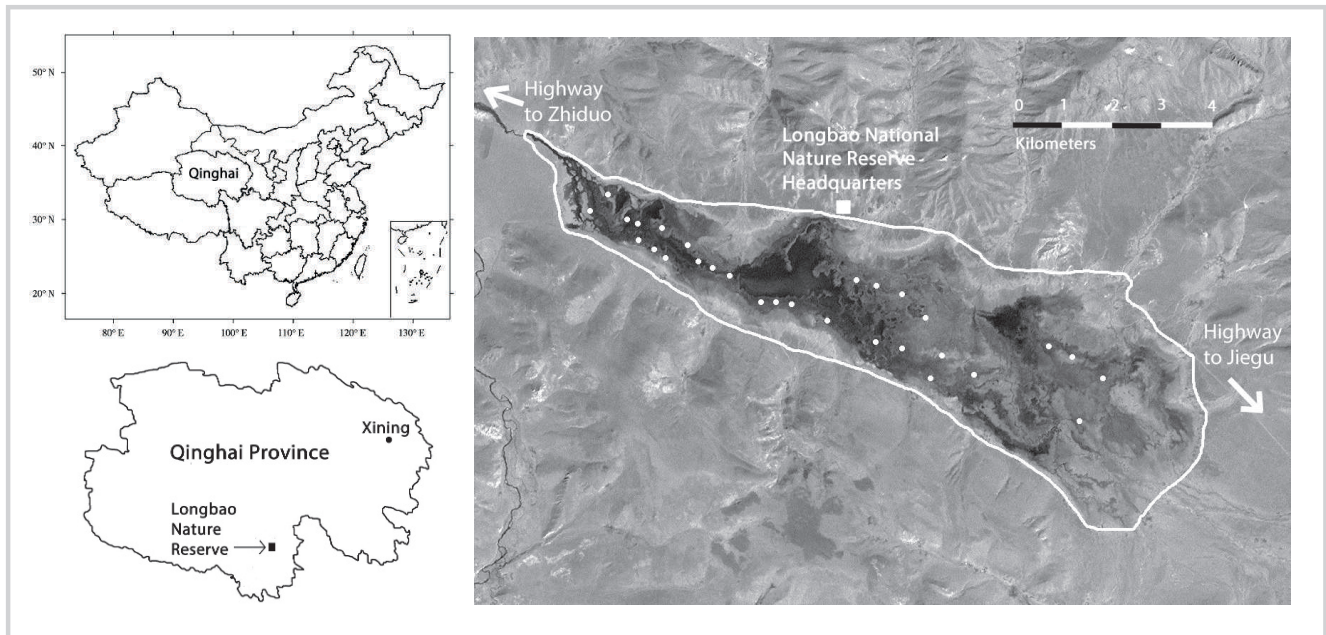 50° N
40° N
30° N
20° N
Qinghai
80° E
90° E
100° E
110° E
120° E
130° E
Qinghai Province
Xining
Longbao
Nature
Reserve
Highway
to Zhiduo
Longbao National
Nature Reserve
Headquarters
0 1 2 3 4
Kilometers
Highway
to Jiegu